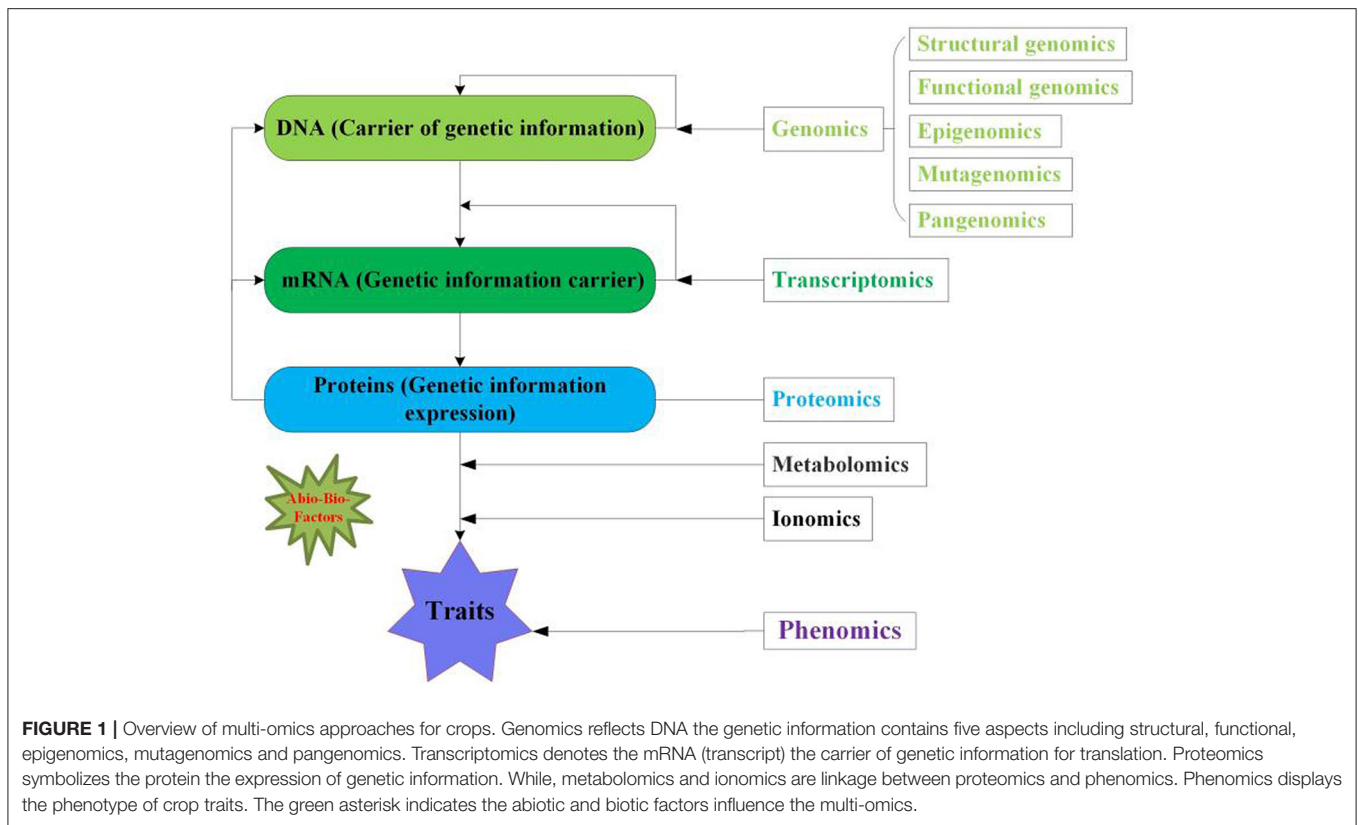 Structural genomics
Functional genomics
DNA (Carrier of genetic information)
Genomics
Epigenomics
Mutagenomics
Pangenomics
mRNA (Genetic information carrier)
Transcriptomics
Proteins (Genetic information
expression)
Proteomics
Metabolomics
Abio-Bio-
Factors
Ionomics
Traits
Phenomics
FIGURE 1 | Overview of multi-omics approaches for crops. Genomics reflects DNA the genetic information contains five aspects including structural, functional,
epigenomics, mutagenomics and pangenomics. Transcriptomics denotes the mRNA (transcript) the carrier of genetic information for translation. Proteomics
symbolizes the protein the expression of genetic information. While, metabolomics and ionomics are linkage between proteomics and phenomics. Phenomics displays
the phenotype of crop traits. The green asterisk indicates the abiotic and biotic factors influence the multi-omics.